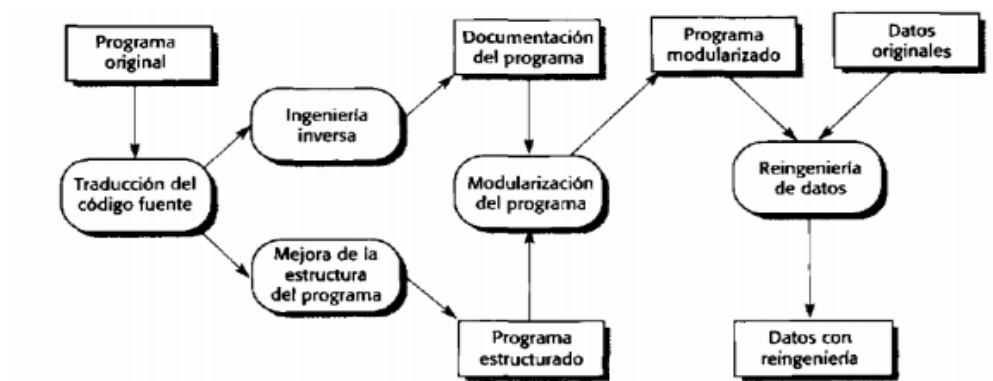 Programa
original
Documentación
del programa
Programa
modularizado
Datos
originales
Ingeniería
inversa
Traducción del
código fuente
Modularización
del programa
Reingeniería
de datos
Mejora de la
estructura
del programa
Programa
estructurado
Datos con
reingeniería